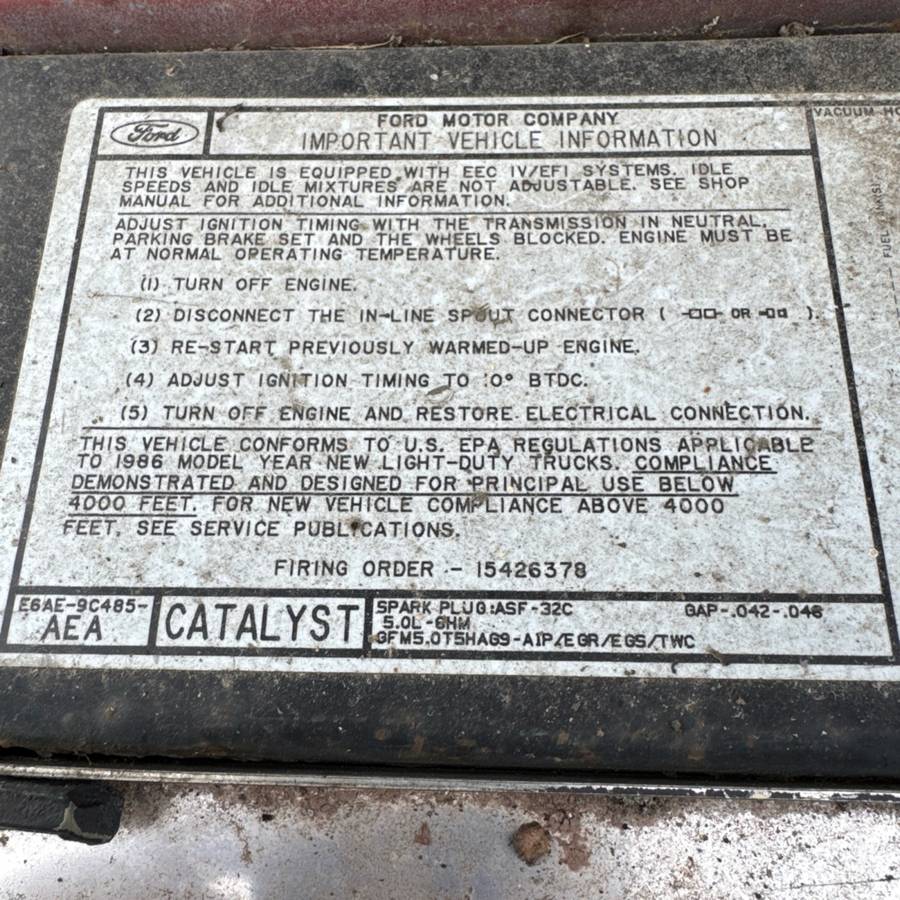 Ford
FORD MOTOR COMPANY
IMPORTANT VEHICLE INFORMATION
VACUUM HO
THIS VEHICLE IS EQUIPPED WITH EEC IV/EFI SYSTEMS. IDLE
SPEEDS AND IDLE MIXTURES ARE NOT ADJUSTABLE. SEE SHOP
MANUAL FOR ADDITIONAL INFORMATION.
ADJUST IGNITION TIMING WITH THE TRANSMISSION IN NEUTRAL,
PARKING BRAKE SET AND THE WHEELS BLOCKED. ENGINE MUST BE
AT NORMAL OPERATING TEMPERATURE.
(1) TURN OFF ENGINE.
(2) DISCONNECT THE IN-LINE SPOUT CONNECTOR ( OR ).
(3) RE-START PREVIOUSLY WARMED-UP ENGINE.
(4) ADJUST IGNITION TIMING TO 10° BTDC.
(5) TURN OFF ENGINE AND RESTORE ELECTRICAL CONNECTION.
THIS VEHICLE CONFORMS TO U.S. EPA REGULATIONS APPLICABLE
TO 1986 MODEL YEAR NEW LIGHT-DUTY TRUCKS. COMPLIANCE
DEMONSTRATED AND DESIGNED FOR PRINCIPAL USE BELOW
4000 FEET. FOR NEW VEHICLE COMPLIANCE ABOVE 4000
FEET, SEE SERVICE PUBLICATIONS.
FIRING ORDER - 15426378
E6AE-9C485-
AEA
CATALYST
SPARK PLUG:ASF-32C GAP-.042-.046
5.0L-6HM
GFM5.0T5HAG9-AIP/EGR/EGS/TWC
FUEL